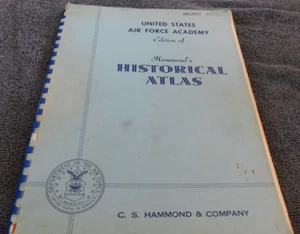 UNITED STATES
AIR FORCE ACADEMY
Edition of
Hammond's
HISTORICAL
ATLAS
C. S. HAMMOND & COMPANY